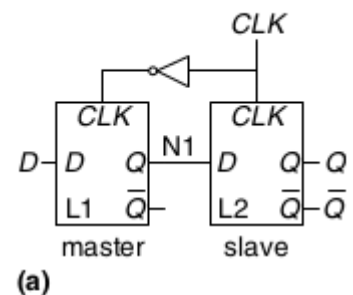 CLK
CLK CLK
D D Q N1 D Q Q
L1 Q̅ L2 Q̅ Q̅
master slave
(a)